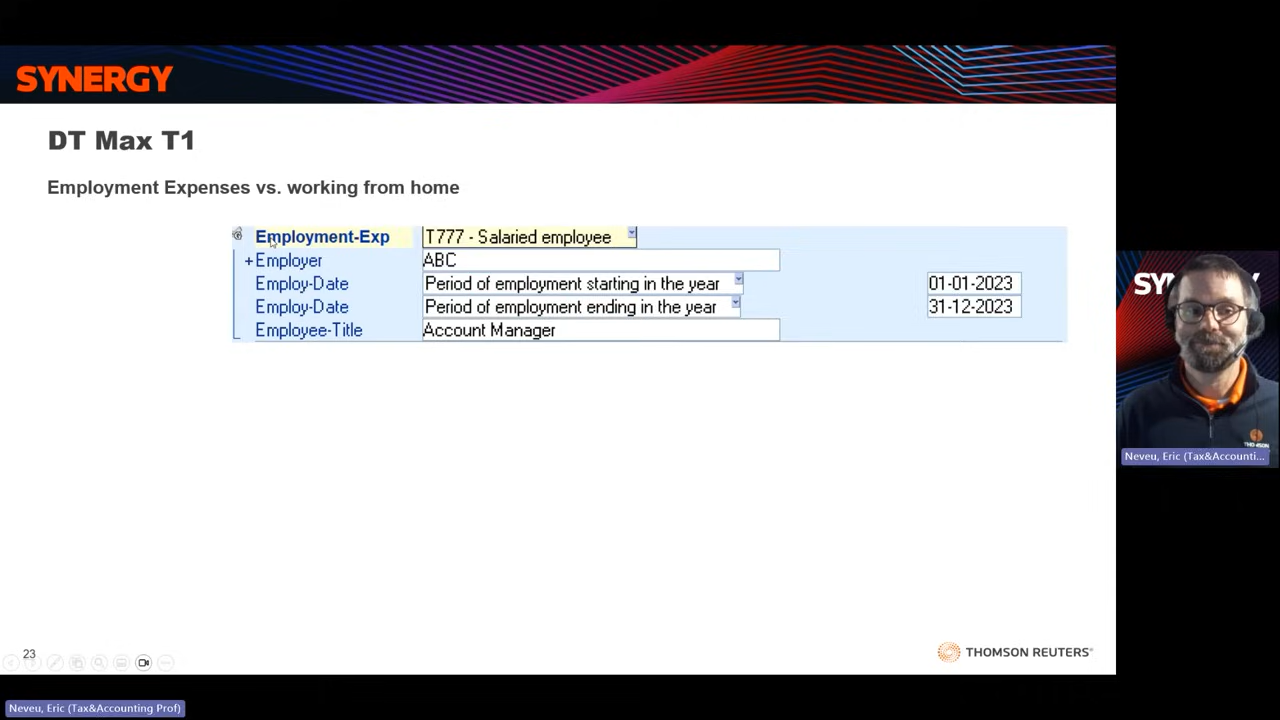 SYNERGY
DT Max T1
Employment Expenses vs. working from home
Employment-Exp T777 - Salaried employee
+Employer ABC
Employ-Date Period of employment starting in the year 01-01-2023
Employ-Date Period of employment ending in the year 31-12-2023
Employee-Title Account Manager
SY
Neveu, Eric (Tax&Accounti...
23
THOMSON REUTERS®
Neveu, Eric (Tax&Accounting Prof)